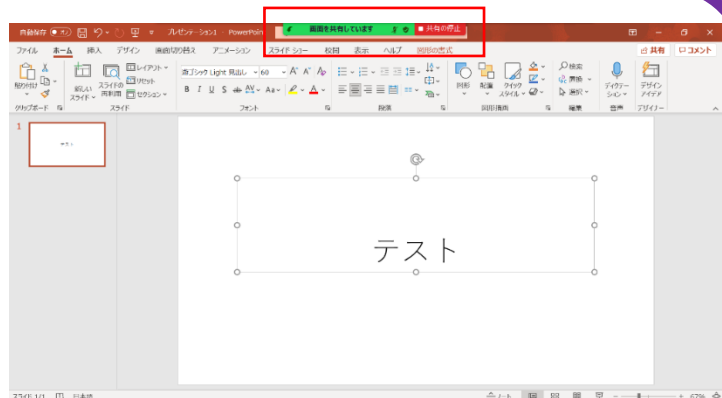 自動保存 プレゼンテーション1 - PowerPoint 画面を共有しています 共有の停止
ファイル ホーム 挿入 デザイン 画面切り替え アニメーション スライド ショー 校閲 表示 ヘルプ 図形の書式 共有 コメント
貼り付け 新しいスライド スライドの再利用 レイアウト リセット セクション
游ゴシック Light 見出し 60 A A
B I U S ab AV Aa A
図形 配置 クイックスタイル 検索 置換 選択 ディクテーション デザインアイデア
クリップボード スライド フォント 段落 図形描画 編集 音声 デザイナー
1
テスト
テスト
スライド 1/1 日本語 ノート 67%